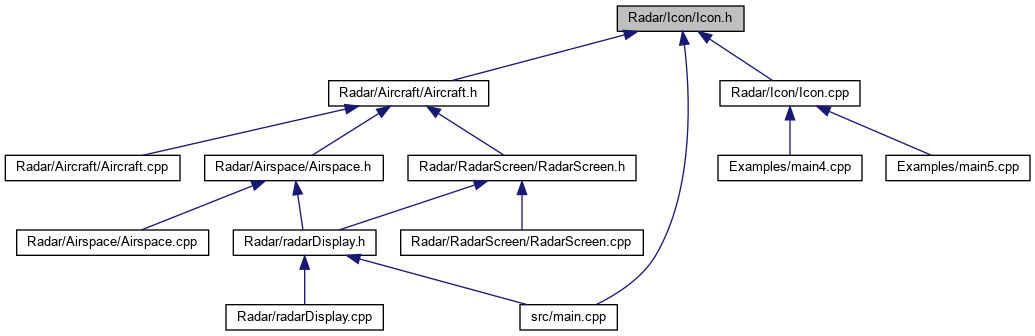 Radar/Icon/Icon.h
Radar/Aircraft/Aircraft.h
Radar/Icon/Icon.cpp
Radar/Aircraft/Aircraft.cpp
Radar/Airspace/Airspace.h
Radar/RadarScreen/RadarScreen.h
Examples/main4.cpp
Examples/main5.cpp
Radar/Airspace/Airspace.cpp
Radar/radarDisplay.h
Radar/RadarScreen/RadarScreen.cpp
Radar/radarDisplay.cpp
src/main.cpp